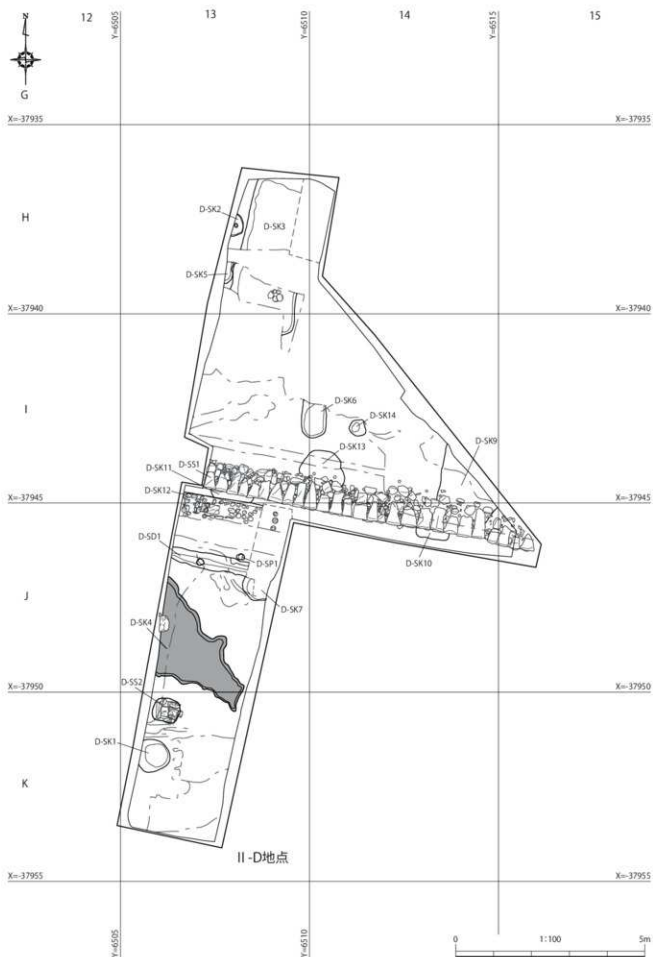 N
12
Y=6505
13
Y=6510
14
Y=6515
15
G
X=-37935
X=-37935
H
D-SK2
D-SK3
D-SK5
X=-37940
X=-37940
I
D-SK6
D-SK14
D-SK13
D-SK9
D-SK11
D-SS1
X=-37945
X=-37945
D-SK12
D-SD1
D-SP1
D-SK10
J
D-SK7
D-SK4
X=-37950
X=-37950
D-SS2
D-SK1
K
II-D地点
X=-37955
X=-37955
Y=6505
Y=6510
0
1:100
5m